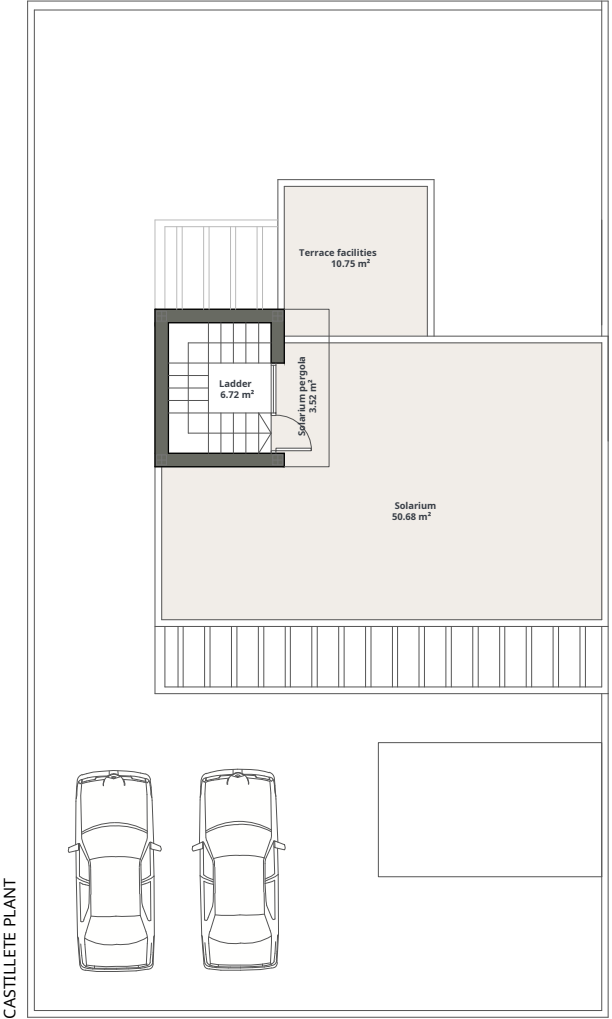 Terrace facilities
10.75 m²
Ladder
6.72 m²
Solarium pergola
3.52 m²
Solarium
50.68 m²
CASTILLETE PLANT